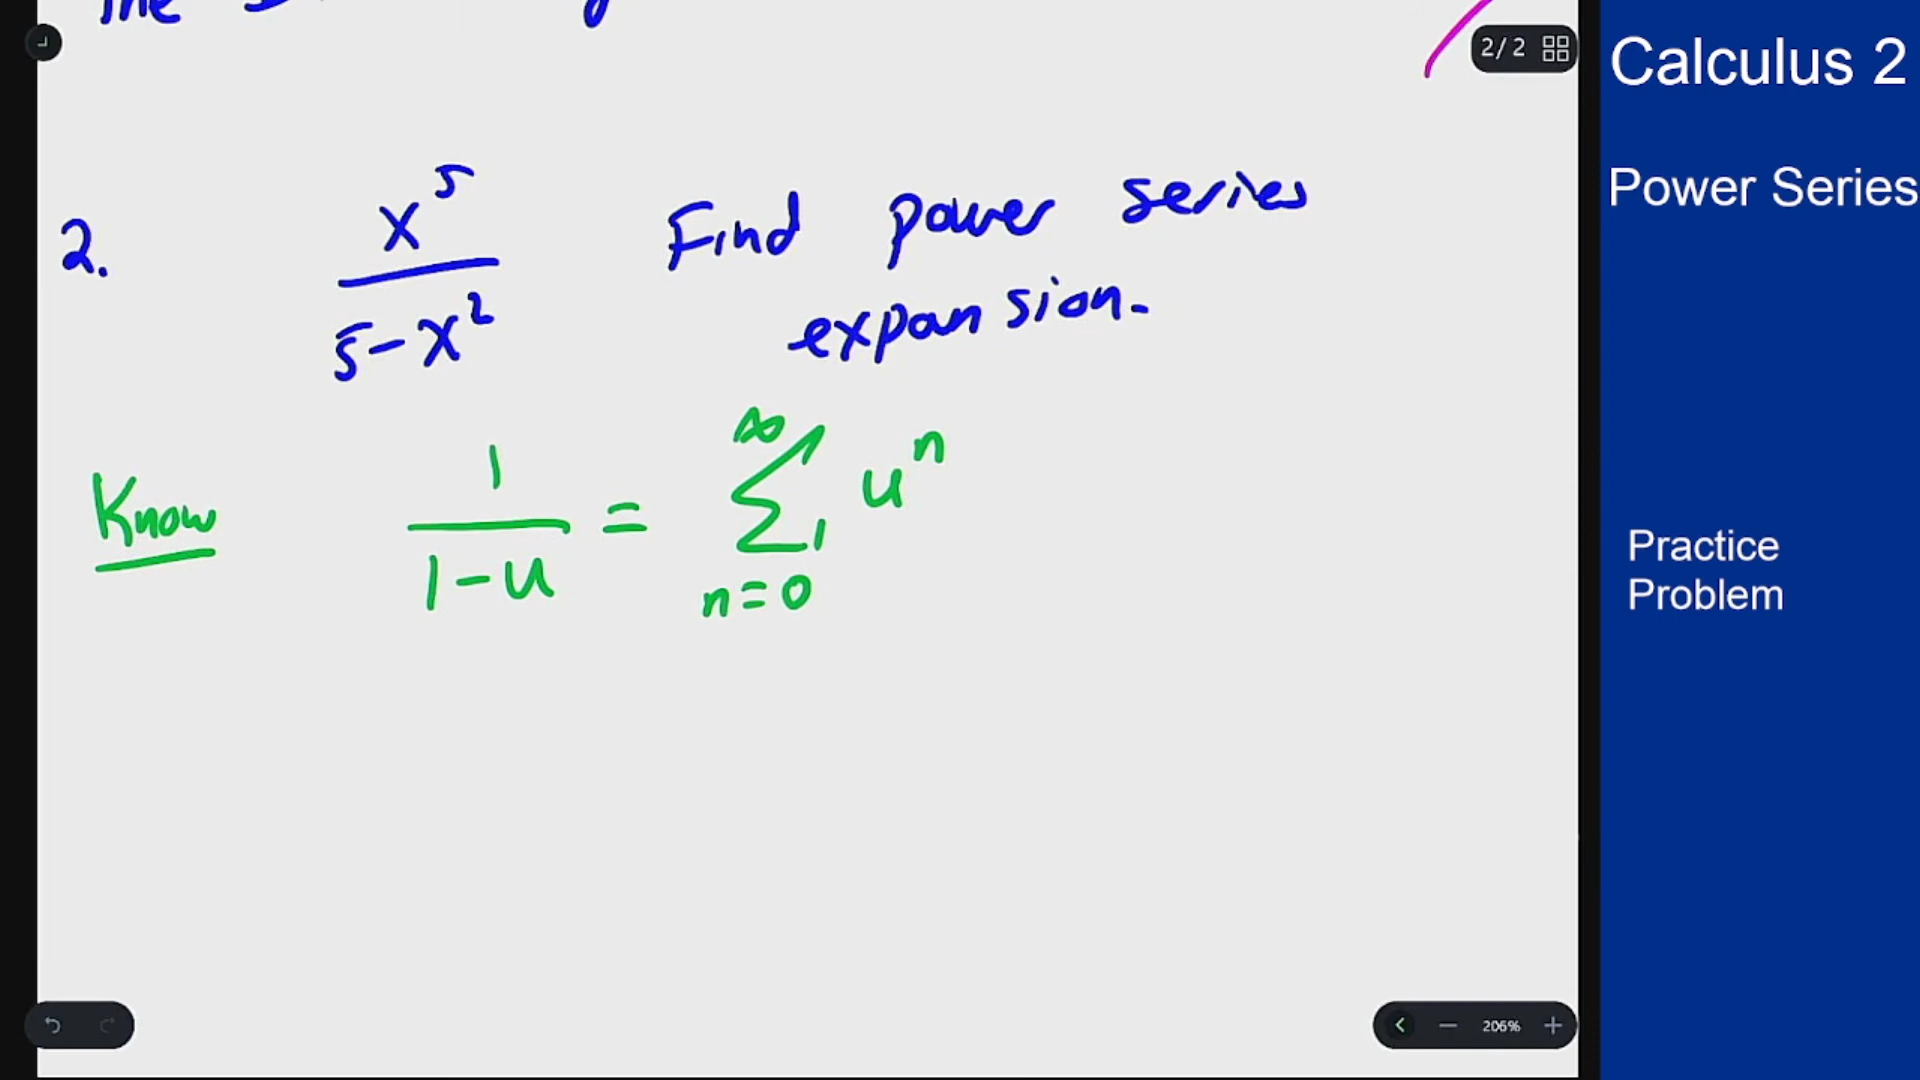 the
2/2
Calculus 2
Power Series
2. x^5 / (5-x^2) Find power series
expansion.
Know 1/(1-u) = ∑_{n=0}^{∞} u^n
Practice
Problem
206%